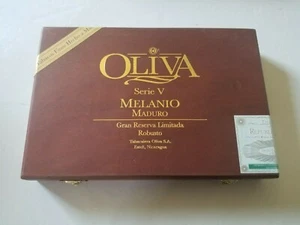 OLIVA
Serie V
MELANIO
MADURO
Gran Reserva Limitada
Robusto
Tabacalera Oliva S.A.
Estelí, Nicaragua